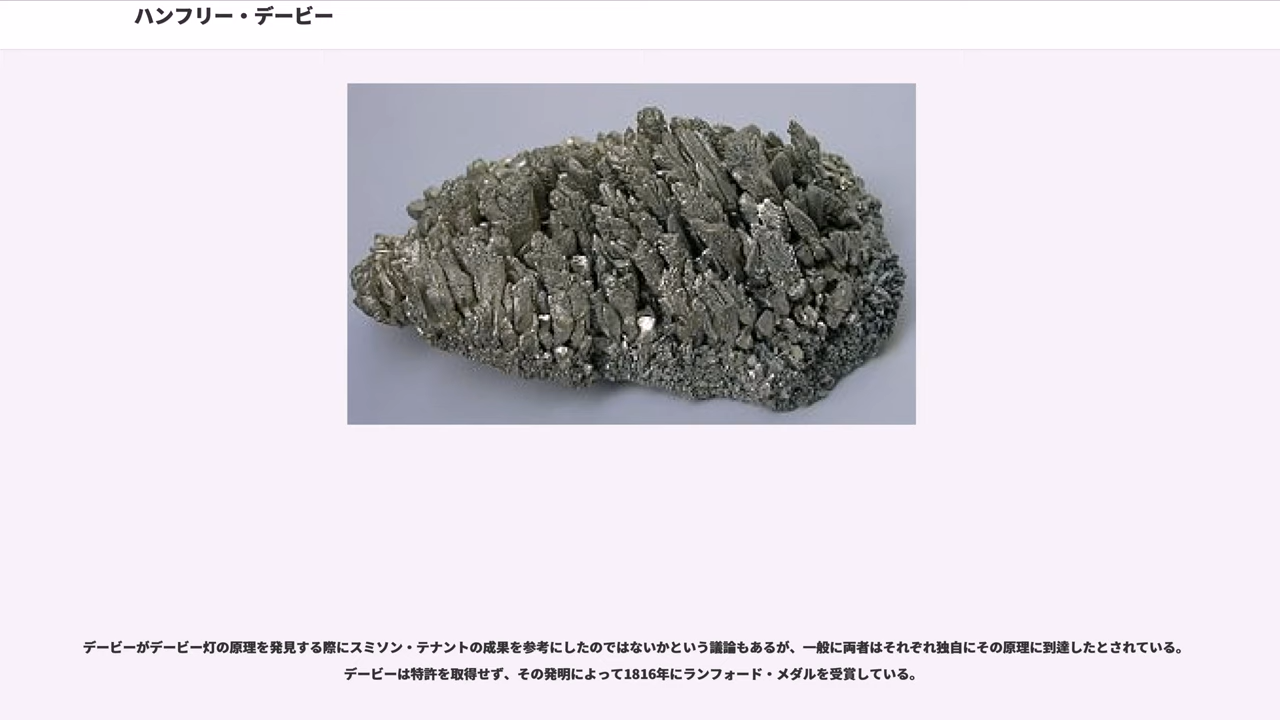 ハンフリー・デービー
デービーがデービー灯の原理を発見する際にスミソン・テナントの成果を参考にしたのではないかという議論もあるが、一般に両者はそれぞれ独自にその原理に到達したとされている。
デービーは特許を取得せず、その発明によって1816年にランフォード・メダルを受賞している。